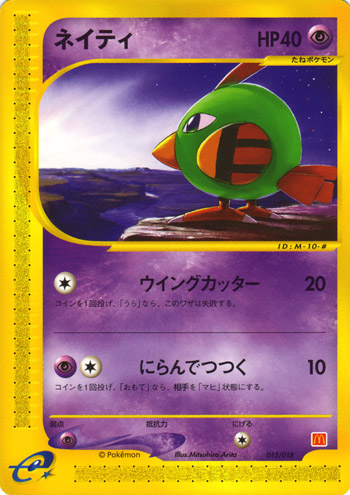 ネイティ HP40
たねポケモン
ID:M-10-#
ウイングカッター 20
コインを1回投げ、「うら」なら、このワザは失敗する。
にらんでつつく 10
コインを1回投げ、「おもて」なら、相手を「マヒ」状態にする。
弱点 抵抗力 にげる
© Pokémon Illus.Mitsuhiro Arita 015/018
e